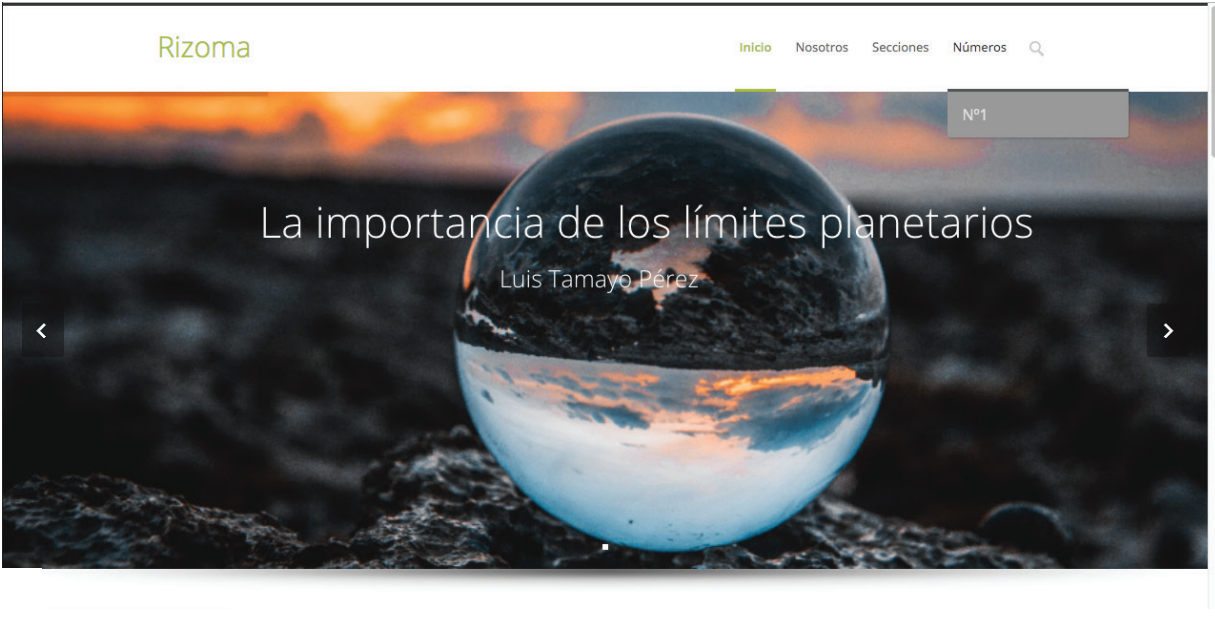 Rizoma
Inicio Nosotros Secciones Números
Nº1
La importancia de los límites planetarios
Luis Tamayo Pérez